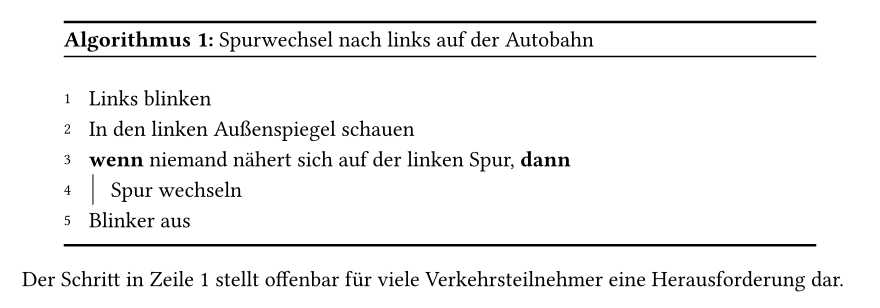 Algorithmus 1: Spurwechsel nach links auf der Autobahn
1 Links blinken
2 In den linken Außenspiegel schauen
3 wenn niemand nähert sich auf der linken Spur, dann
4 Spur wechseln
5 Blinker aus
Der Schritt in Zeile 1 stellt offenbar für viele Verkehrsteilnehmer eine Herausforderung dar.